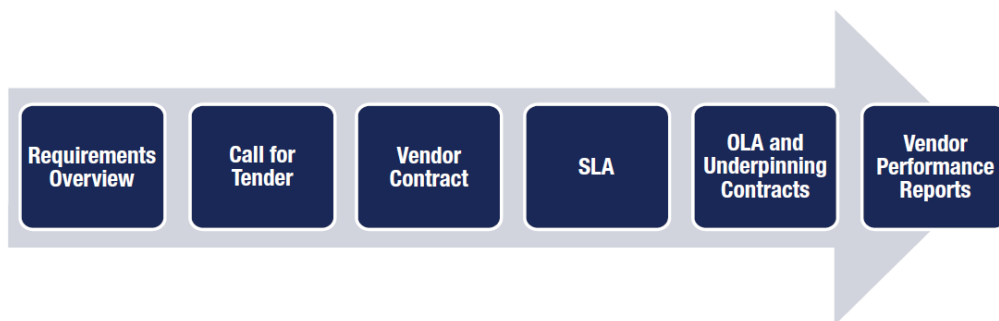 Requirements
Overview
Call for
Tender
Vendor
Contract
SLA
OLA and
Underpinning
Contracts
Vendor
Performance
Reports